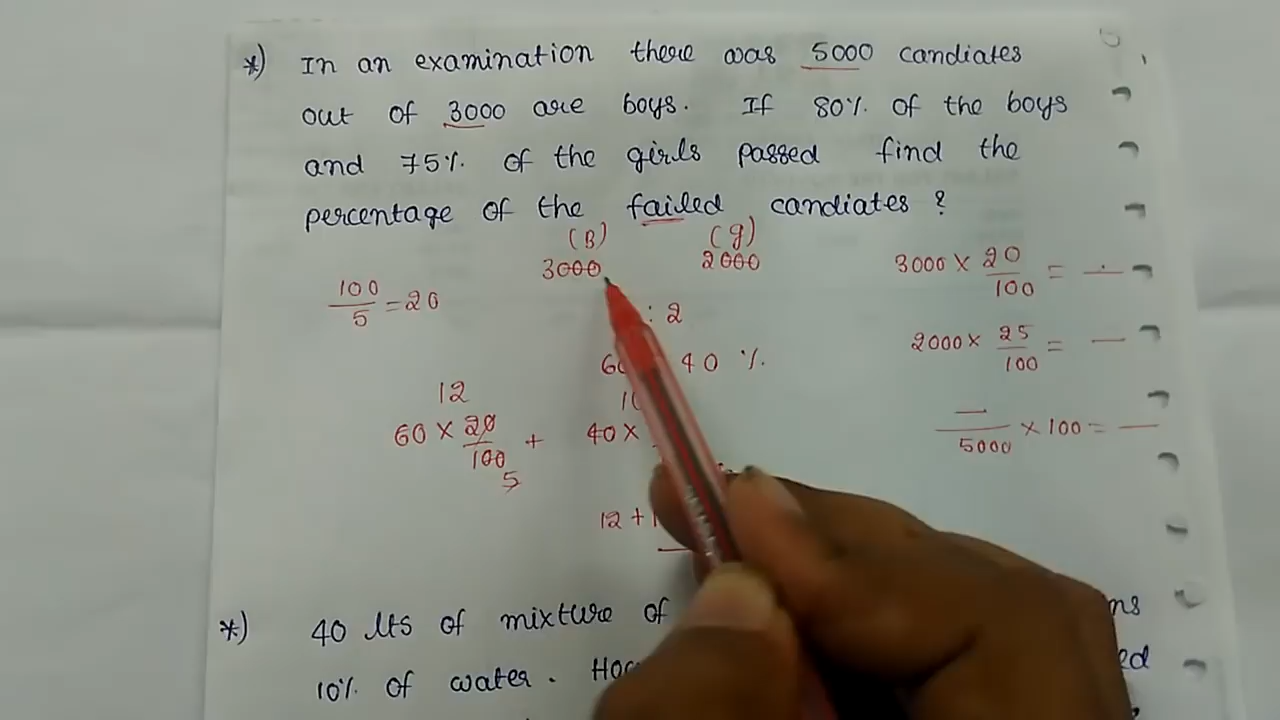 *) In an examination there was 5000 candiates
out of 3000 are boys. If 80% of the boys
and 75% of the girls passed find the
percentage of the failed candiates ?
(B) (g)
3000 2000
100/5 = 20
: 2
40 %.
12
60 × 20/100 + 40 ×
5
12 +
3000 × 20/100 = —
2000 × 25/100 = —
—/5000 × 100 = —
*) 40 lts of mixture of
10% of water.